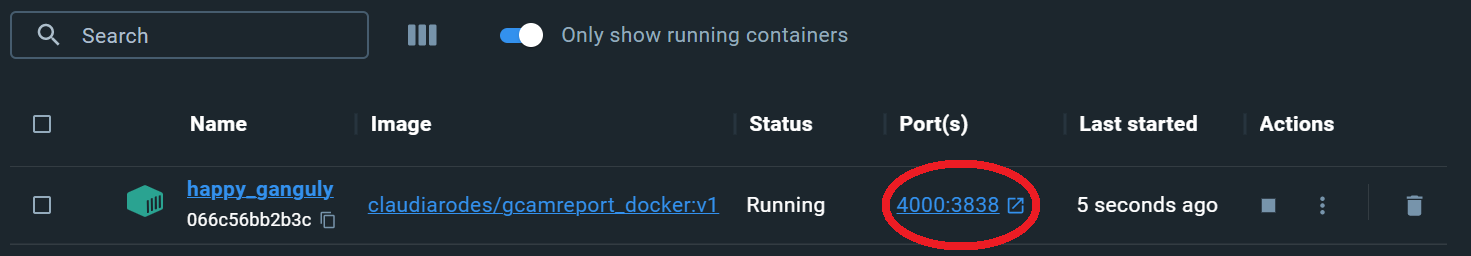 Search
Only show running containers
Name Image Status Port(s) Last started Actions
happy_ganguly
066c56bb2b3c
claudiarodes/gcamreport_docker:v1 Running 4000:3838 5 seconds ago